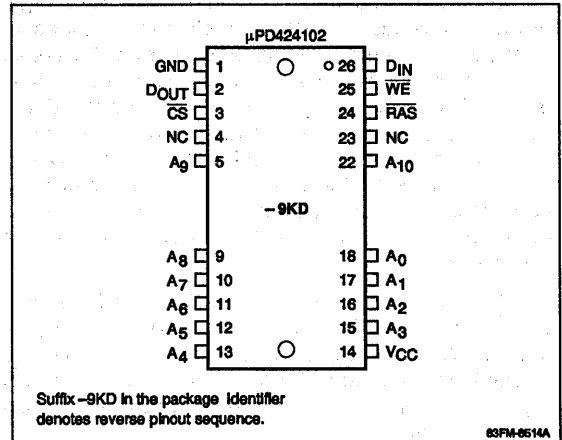 μPD424102
GND 1 26 DIN
DOUT 2 25 WE
CS 3 24 RAS
NC 4 23 NC
A9 5 22 A10
-9KD
A8 9 18 A0
A7 10 17 A1
A6 11 16 A2
A5 12 15 A3
A4 13 14 VCC
Suffix -9KD in the package identifier
denotes reverse pinout sequence.
83FM-8514A